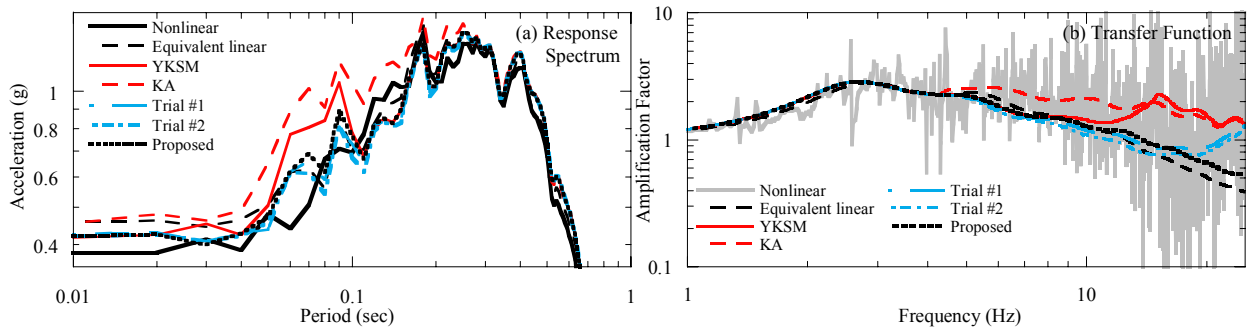 (a) Response
Spectrum
Nonlinear
Equivalent linear
YKSM
KA
Trial #1
Trial #2
Proposed
Acceleration (g)
1
0.8
0.6
0.4
0.01
0.1
1
Period (sec)
(b) Transfer Function
Amplification Factor
10
1
0.1
Nonlinear
Equivalent linear
YKSM
KA
Trial #1
Trial #2
Proposed
1
10
Frequency (Hz)